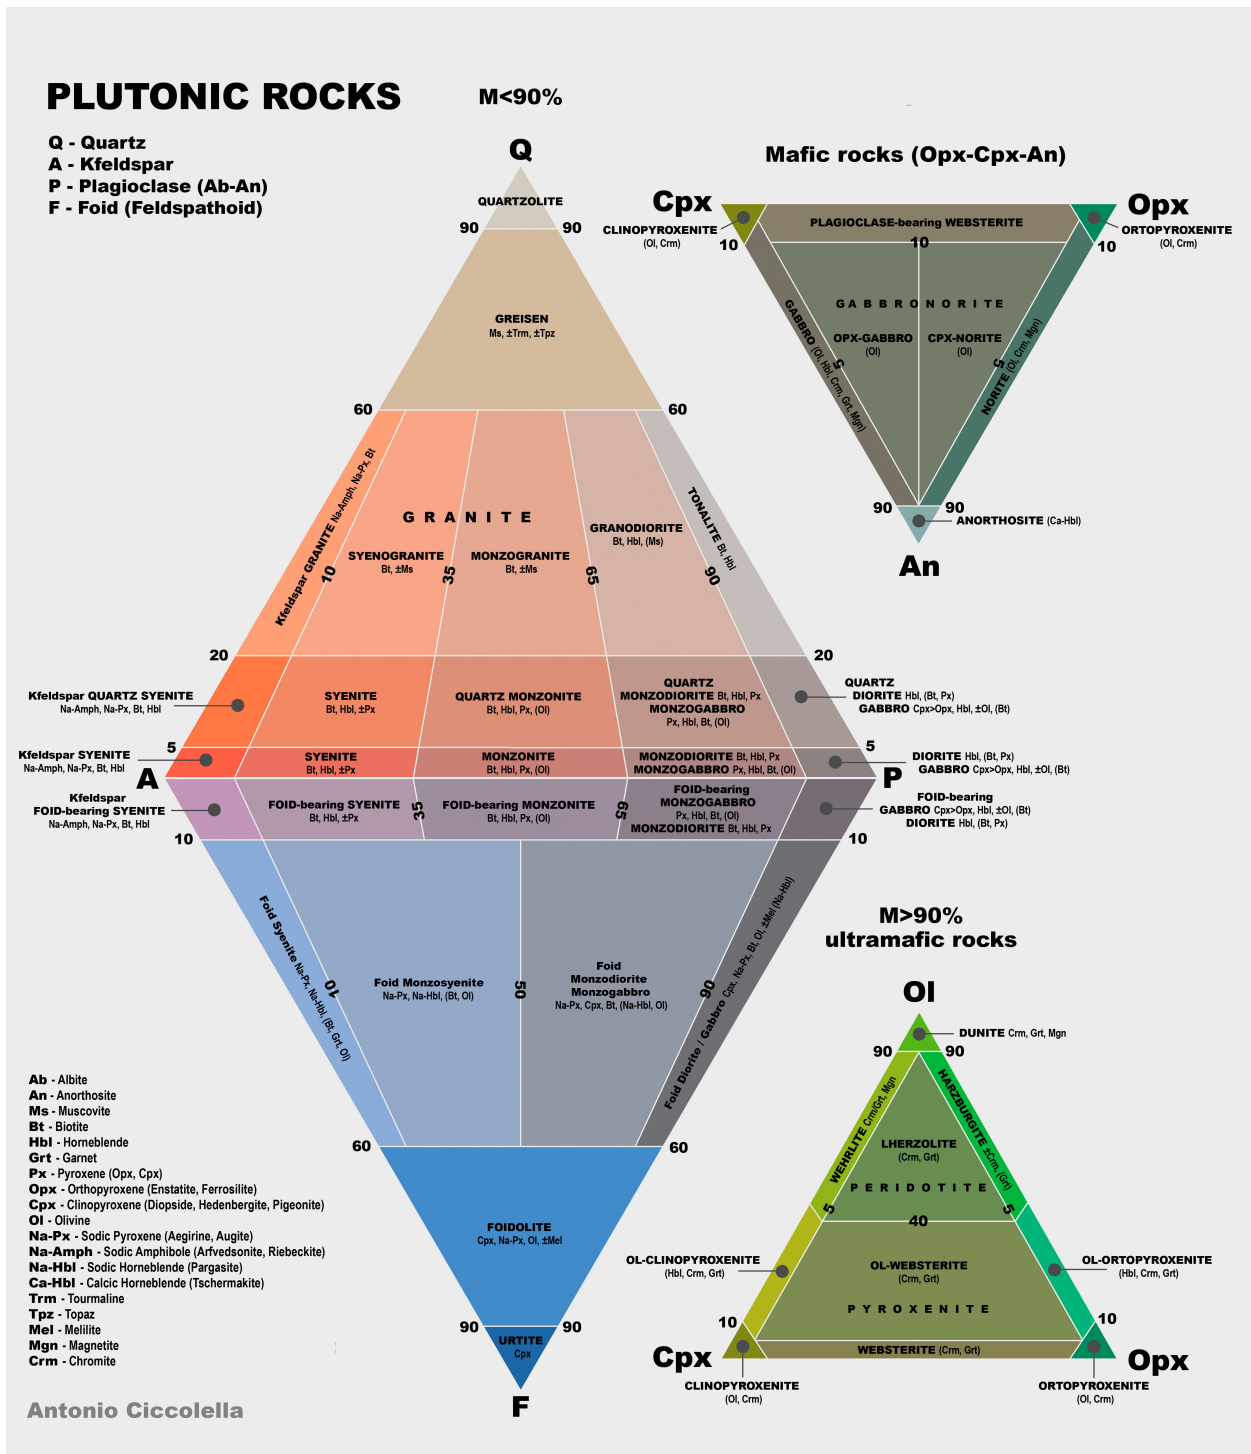 PLUTONIC ROCKS
M<90%
Q - Quartz
A - Kfeldspar
P - Plagioclase (Ab-An)
F - Foid (Feldspathoid)
Q
QUARTZOLITE
90
90
GREISEN
Ms, ±Trm, ±Tpz
60
60
Kfeldspar GRANITE Na-Amph, Na-Px, Bt
GRANITE
SYENOGRANITE
Bt, ±Ms
MONZOGRANITE
Bt, ±Ms
GRANODIORITE
Bt, Hbl, (Ms)
TONALITE Bt, Hbl
10
35
65
90
20
20
Kfeldspar QUARTZ SYENITE
Na-Amph, Na-Px, Bt, Hbl
SYENITE
Bt, Hbl, ±Px
QUARTZ MONZONITE
Bt, Hbl, Px, (Ol)
QUARTZ
MONZODIORITE Bt, Hbl, Px
MONZOGABBRO
Px, Hbl, Bt, (Ol)
QUARTZ
DIORITE Hbl, (Bt, Px)
GABBRO Cpx>Opx, Hbl, ±Ol, (Bt)
5
5
Kfeldspar SYENITE
Na-Amph, Na-Px, Bt, Hbl
SYENITE
Bt, Hbl, ±Px
MONZONITE
Bt, Hbl, Px, (Ol)
MONZODIORITE Bt, Hbl, Px
MONZOGABBRO Px, Hbl, Bt, (Ol)
DIORITE Hbl, (Bt, Px)
GABBRO Cpx>Opx, Hbl, ±Ol, (Bt)
A
P
Kfeldspar
FOID-bearing SYENITE
Na-Amph, Na-Px, Bt, Hbl
FOID-bearing SYENITE
Bt, Hbl, ±Px
35
FOID-bearing MONZONITE
Bt, Hbl, Px, (Ol)
65
FOID-bearing
MONZOGABBRO
Px, Hbl, Bt, (Ol)
MONZODIORITE Bt, Hbl, Px
FOID-bearing
GABBRO Cpx>Opx, Hbl, ±Ol, (Bt)
DIORITE Hbl, (Bt, Px)
10
10
Foid Syenite Na-Px, Na-Hbl, (Bt, Grt, Ol)
10
Foid Monzosyenite
Na-Px, Na-Hbl, (Bt, Ol)
50
Foid
Monzodiorite
Monzogabbro
Na-Px, Cpx, Bt, (Na-Hbl, Ol)
90
Foid Diorite / Gabbro Cpx, Na-Px, Bt, Ol, ±Mel (Na-Hbl)
60
60
FOIDOLITE
Cpx, Na-Px, Ol, ±Mel
90
90
URTITE
Cpx
F
Mafic rocks (Opx-Cpx-An)
Cpx
Opx
CLINOPYROXENITE
(Ol, Crm)
PLAGIOCLASE-bearing WEBSTERITE
ORTOPYROXENITE
(Ol, Crm)
10
10
10
GABBRONORITE
OPX-GABBRO
(Ol)
CPX-NORITE
(Ol)
GABBRO (Ol, Hbl, Crm, Grt, Mgn)
5
5
NORITE (Ol, Crm, Mgn)
90
90
ANORTHOSITE (Ca-Hbl)
An
M>90%
ultramafic rocks
Ol
DUNITE Crm, Grt, Mgn
90
90
WEHRLITE Crm/Grt, Mgn
HARZBURGITE ±Crm, (Grt)
LHERZOLITE
(Crm, Grt)
PERIDOTITE
5
5
40
OL-CLINOPYROXENITE
(Hbl, Crm, Grt)
OL-WEBSTERITE
(Crm, Grt)
OL-ORTOPYROXENITE
(Hbl, Crm, Grt)
PYROXENITE
10
10
WEBSTERITE (Crm, Grt)
Cpx
Opx
CLINOPYROXENITE
(Ol, Crm)
ORTOPYROXENITE
(Ol, Crm)
Ab - Albite
An - Anorthosite
Ms - Muscovite
Bt - Biotite
Hbl - Horneblende
Grt - Garnet
Px - Pyroxene (Opx, Cpx)
Opx - Orthopyroxene (Enstatite, Ferrosilite)
Cpx - Clinopyroxene (Diopside, Hedenbergite, Pigeonite)
Ol - Olivine
Na-Px - Sodic Pyroxene (Aegirine, Augite)
Na-Amph - Sodic Amphibole (Arfvedsonite, Riebeckite)
Na-Hbl - Sodic Horneblende (Pargasite)
Ca-Hbl - Calcic Horneblende (Tschermakite)
Trm - Tourmaline
Tpz - Topaz
Mel - Melilite
Mgn - Magnetite
Crm - Chromite
Antonio Ciccolella